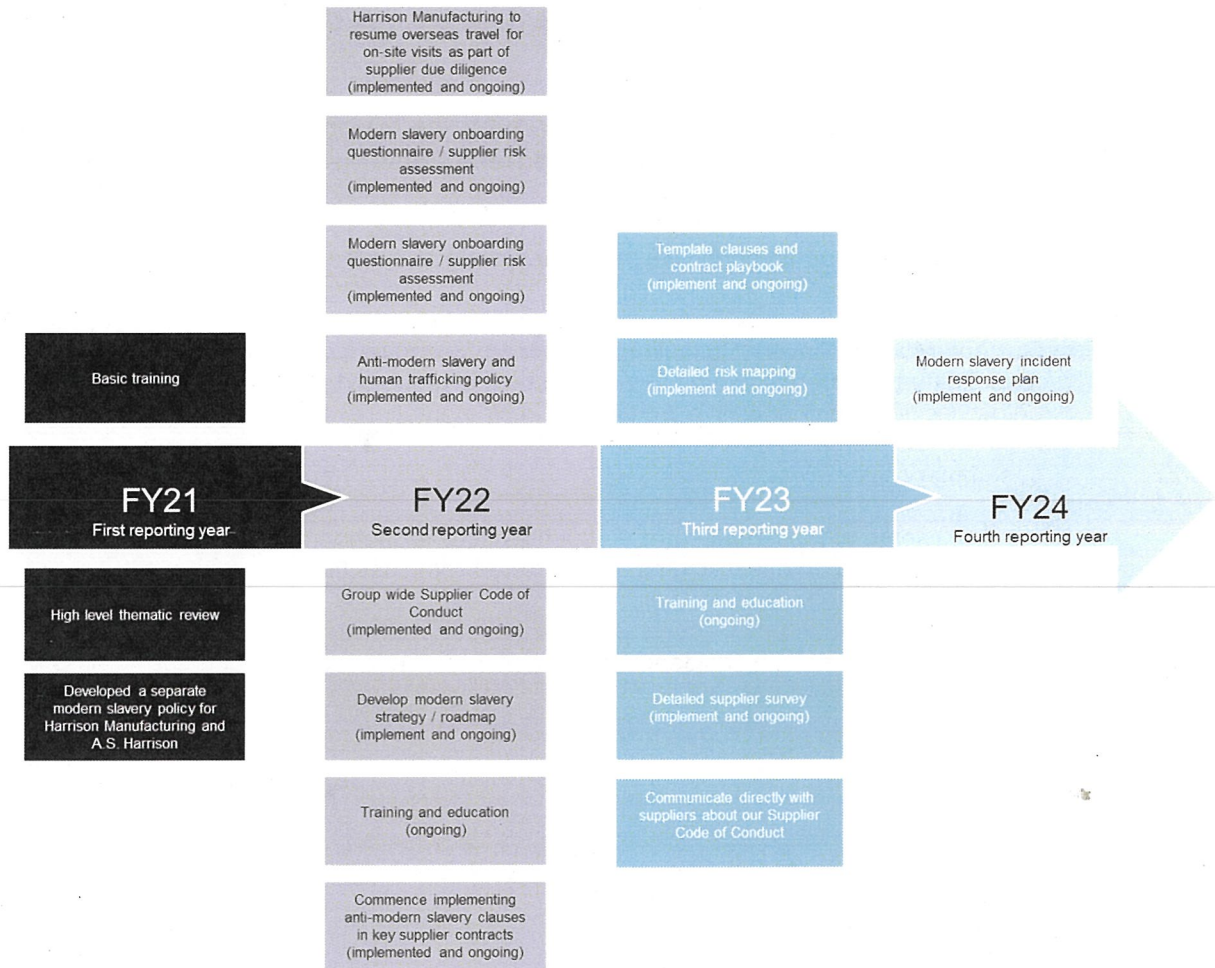 Harrison Manufacturing to
resume overseas travel for
on-site visits as part of
supplier due diligence
(implemented and ongoing)
Modern slavery onboarding
questionnaire / supplier risk
assessment
(implemented and ongoing)
Modern slavery onboarding
questionnaire / supplier risk
assessment
(implemented and ongoing)
Template clauses and
contract playbook
(implement and ongoing)
Basic training
Anti-modern slavery and
human trafficking policy
(implemented and ongoing)
Detailed risk mapping
(implement and ongoing)
Modern slavery incident
response plan
(implement and ongoing)
FY21
First reporting year
FY22
Second reporting year
FY23
Third reporting year
FY24
Fourth reporting year
High level thematic review
Group wide Supplier Code of
Conduct
(implemented and ongoing)
Training and education
(ongoing)
Developed a separate
modern slavery policy for
Harrison Manufacturing and
A.S. Harrison
Develop modern slavery
strategy / roadmap
(implement and ongoing)
Detailed supplier survey
(implement and ongoing)
Training and education
(ongoing)
Communicate directly with
suppliers about our Supplier
Code of Conduct
Commence implementing
anti-modern slavery clauses
in key supplier contracts
(implemented and ongoing)